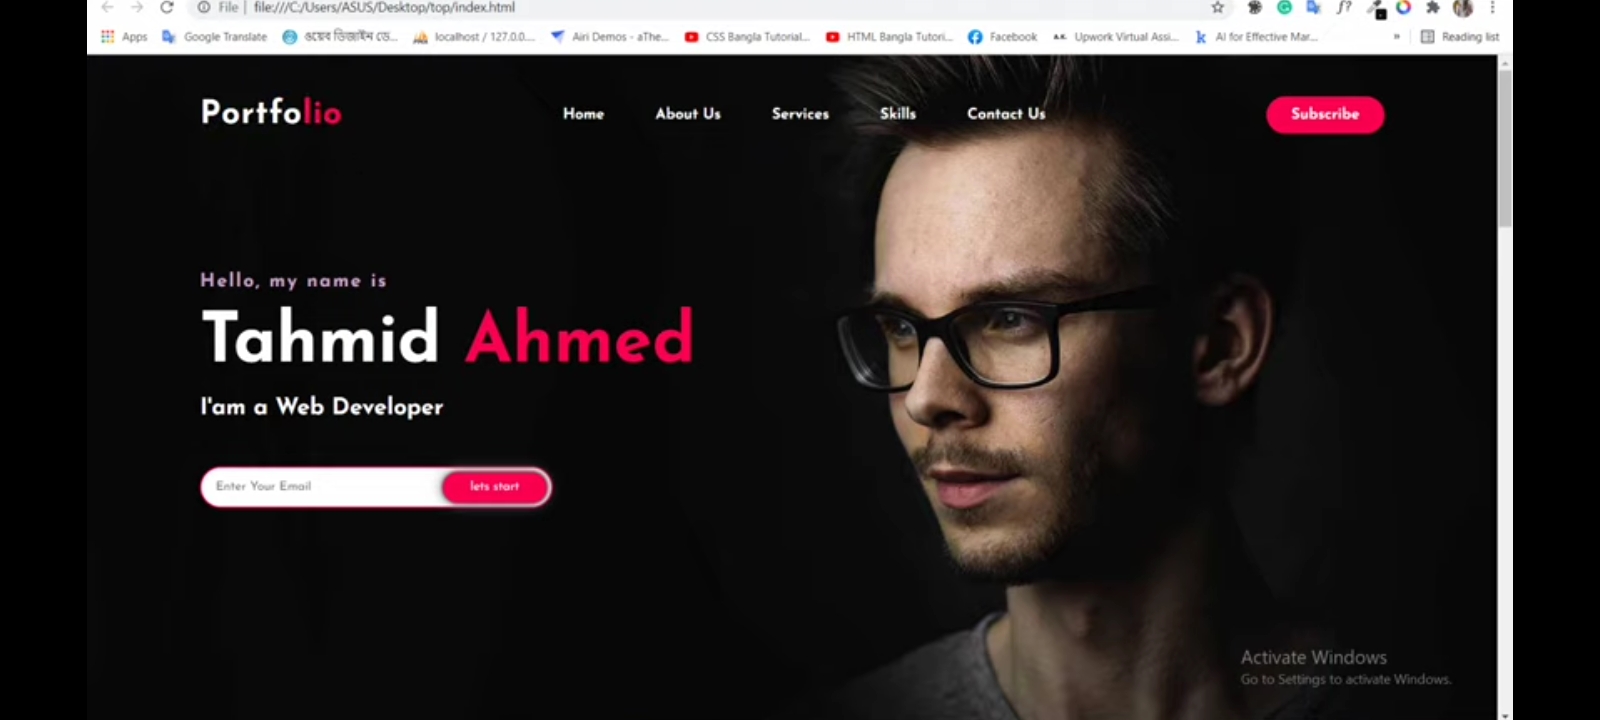 File | file:///C:/Users/ASUS/Desktop/top/index.html
Apps Google Translate ওয়েব ডিজাইন ডে... localhost / 127.0.0.... Airi Demos - aThe... CSS Bangla Tutorial... HTML Bangla Tutori... Facebook Upwork Virtual Assi... AI for Effective Mar... » Reading list
Portfolio Home About Us Services Skills Contact Us Subscribe
Hello, my name is
Tahmid Ahmed
I'am a Web Developer
Enter Your Email lets start
Activate Windows
Go to Settings to activate Windows.